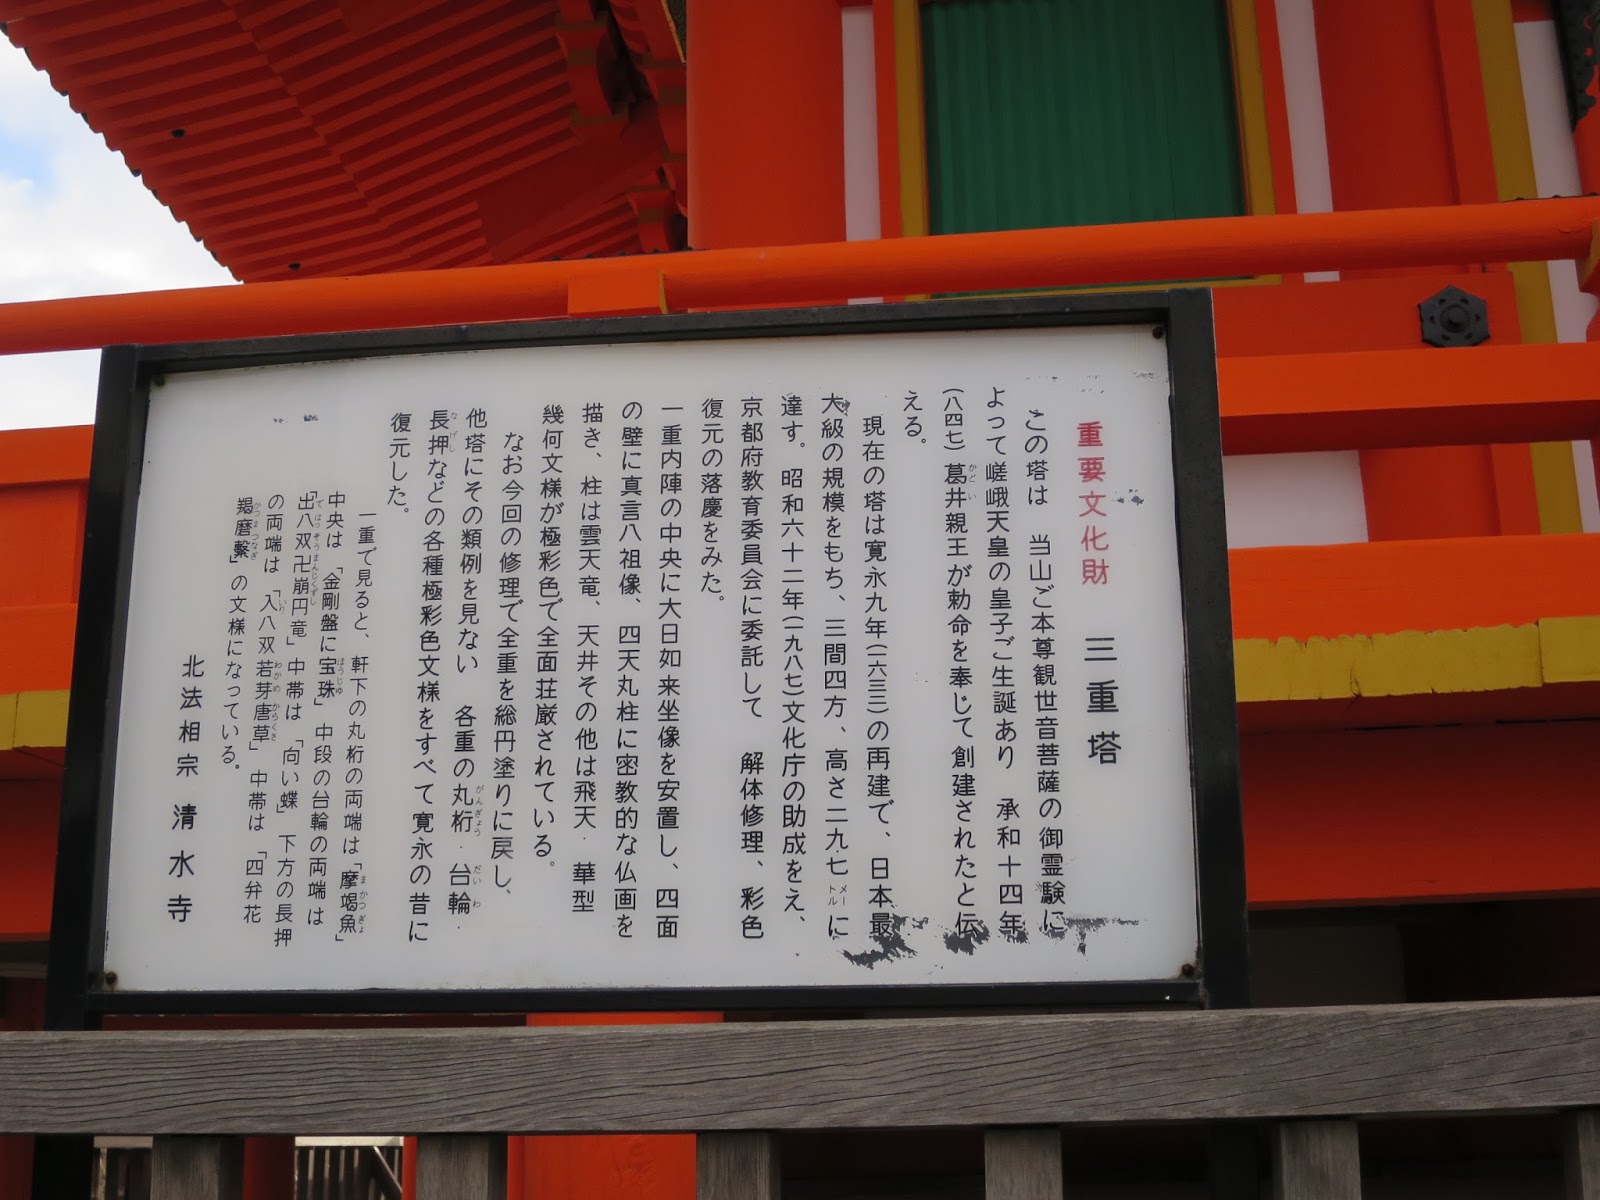 重要文化財 三重塔
この塔は 当山ご本尊観世音菩薩の御霊験に
よって嵯峨天皇の皇子ご生誕あり 承和十四年
(八四七)葛井親王が勅命を奉じて創建されたと伝
える。
現在の塔は寛永九年(一六三三)の再建で、日本最
大級の規模をもち、三間四方、高さ二九七メートルに
達す。昭和六十二年(一九八七)文化庁の助成をえ、
京都府教育委員会に委託して 解体修理、彩色
復元の落慶をみた。
一重内陣の中央に大日如来坐像を安置し、四面
の壁に真言八祖像、四天丸柱に密教的な仏画を
描き、柱は雲天竜、天井その他は飛天・華型
幾何文様が極彩色で全面荘厳されている。
なお今回の修理で全重を総丹塗りに戻し、
他塔にその類例を見ない 各重の丸桁・台輪・
長押などの各種極彩色文様をすべて寛永の昔に
復元した。
一重で見ると、軒下の丸桁の両端は「摩竭魚」
中央は「金剛盤に宝珠」中段の台輪の両端は
「出八双卍崩円竜」中帯は「向い蝶」下方の長押
の両端は「入八双若芽唐草」中帯は「四弁花
羯磨繫」の文様になっている。
北法相宗 清水寺